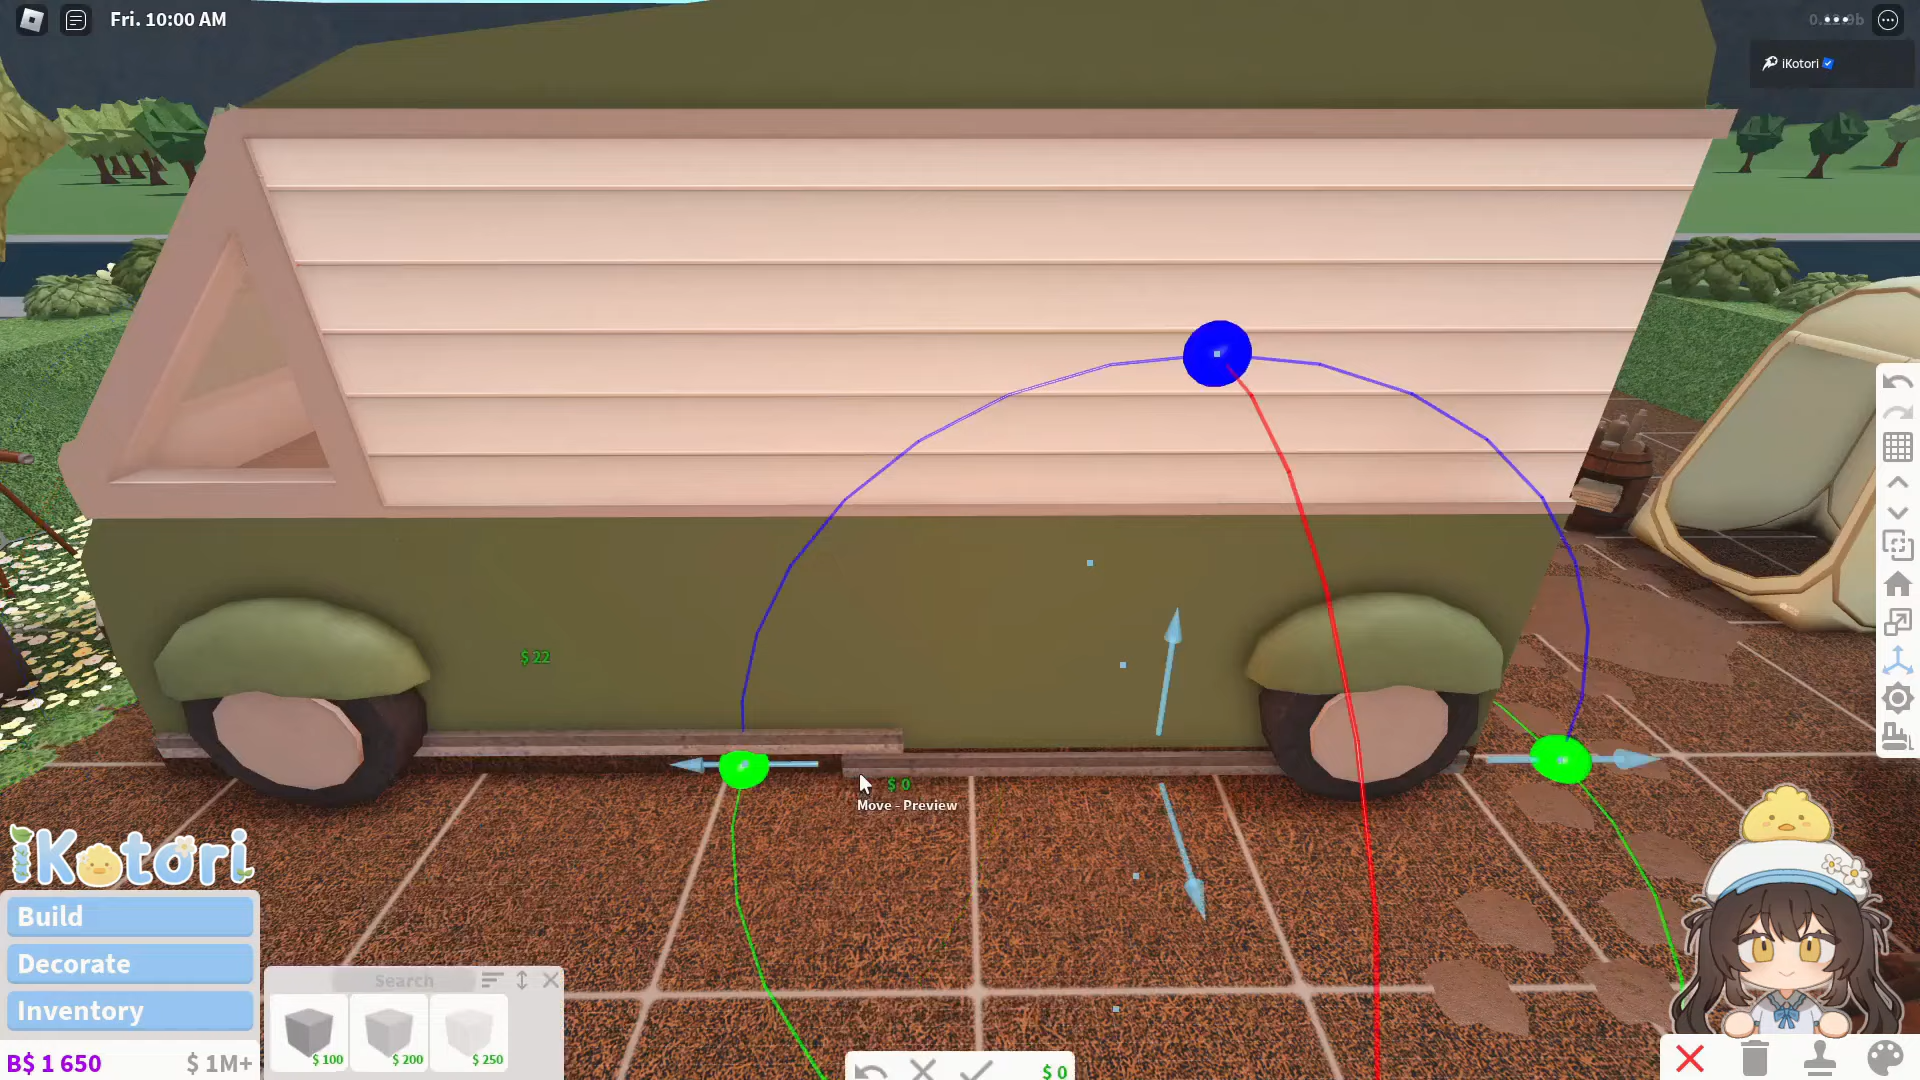 Fri. 10:00 AM
iKotori
$ 22
$ 0
Move - Preview
iKotori
Build
Decorate
Inventory
B$ 1 650
$ 1M+
Search
$ 100
$ 200
$ 250
$ 0